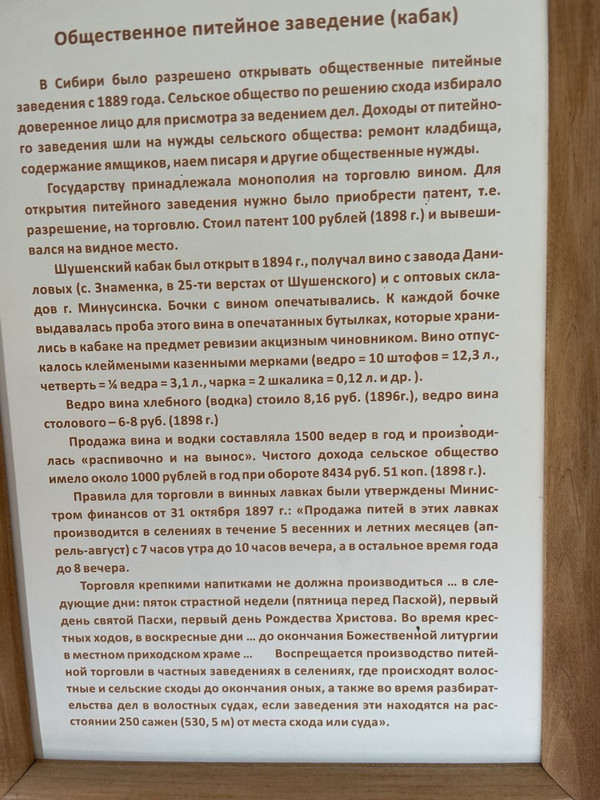 Общественное питейное заведение (кабак)
В Сибири было разрешено открывать общественные питейные
заведения с 1889 года. Сельское общество по решению схода избирало
доверенное лицо для присмотра за ведением дел. Доходы от питейно-
го заведения шли на нужды сельского общества: ремонт кладбища,
содержание ямщиков, наем писаря и другие общественные нужды.
Государству принадлежала монополия на торговлю вином. Для
открытия питейного заведения нужно было приобрести патент, т.е.
разрешение, на торговлю. Стоил патент 100 рублей (1898 г.) и вывеши-
вался на видное место.
Шушенский кабак был открыт в 1894 г., получал вино с завода Дани-
ловых (с. Знаменка, в 25-ти верстах от Шушенского) и с оптовых скла-
дов г. Минусинска. Бочки с вином опечатывались. К каждой бочке
выдавалась проба этого вина в опечатанных бутылках, которые храни-
лись в кабаке на предмет ревизии акцизным чиновником. Вино отпус-
калось клеймеными казенными мерками (ведро = 10 штофов = 12,3 л.,
четверть = ¼ ведра = 3,1 л., чарка = 2 шкалика = 0,12 л. и др. ).
Ведро вина хлебного (водка) стоило 8,16 руб. (1896г.), ведро вина
столового – 6-8 руб. (1898 г.)
Продажа вина и водки составляла 1500 ведер в год и производи-
лась «распивочно и на вынос». Чистого дохода сельское общество
имело около 1000 рублей в год при обороте 8434 руб. 51 коп. (1898 г.).
Правила для торговли в винных лавках были утверждены Минис-
тром финансов от 31 октября 1897 г.: «Продажа питей в этих лавках
производится в селениях в течение 5 весенних и летних месяцев (ап-
рель-август) с 7 часов утра до 10 часов вечера, а в остальное время года
до 8 вечера.
Торговля крепкими напитками не должна производиться ... в сле-
дующие дни: пяток страстной недели (пятница перед Пасхой), первый
день святой Пасхи, первый день Рождества Христова. Во время крес-
тных ходов, в воскресные дни ... до окончания Божественной литургии
в местном приходском храме ... Воспрещается производство питей-
ной торговли в частных заведениях в селениях, где происходят волос-
тные и сельские сходы до окончания оных, а также во время разбират-
ельства дел в волостных судах, если заведения эти находятся на рас-
стоянии 250 сажен (530, 5 м) от места схода или суда».